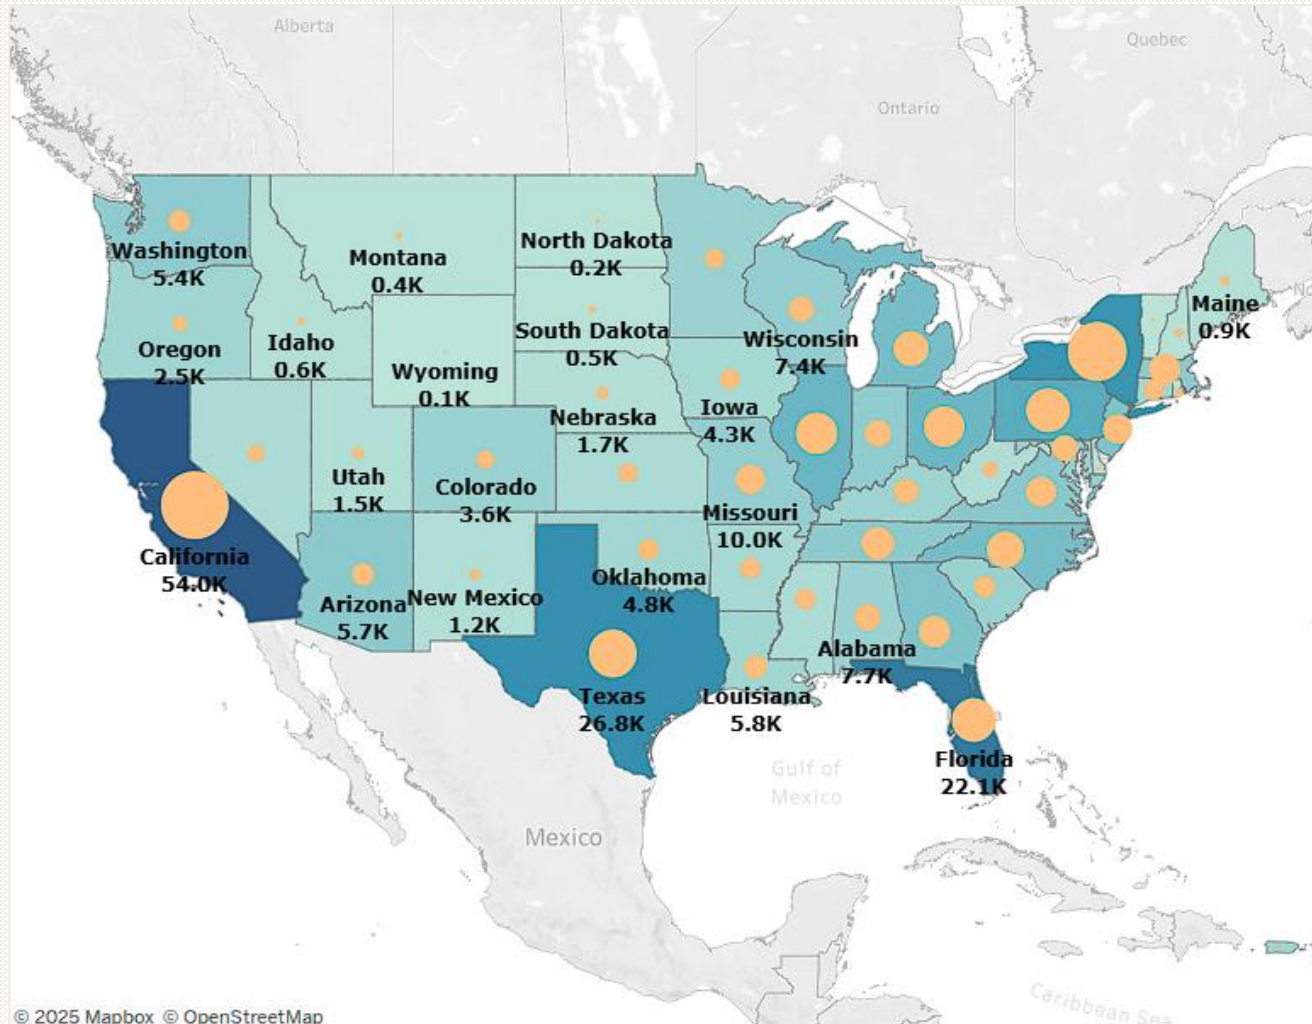 Alberta
Quebec
Ontario
Washington
5.4K
Montana
0.4K
North Dakota
0.2K
Oregon
2.5K
Idaho
0.6K
South Dakota
0.5K
Wisconsin
7.4K
Maine
0.9K
Wyoming
0.1K
Nebraska
1.7K
Iowa
4.3K
Utah
1.5K
Colorado
3.6K
Missouri
10.0K
California
54.0K
Arizona
5.7K
New Mexico
1.2K
Oklahoma
4.8K
Alabama
7.7K
Texas
26.8K
Louisiana
5.8K
Florida
22.1K
Gulf of
Mexico
Mexico
Caribbean Sea
© 2025 Mapbox © OpenStreetMap